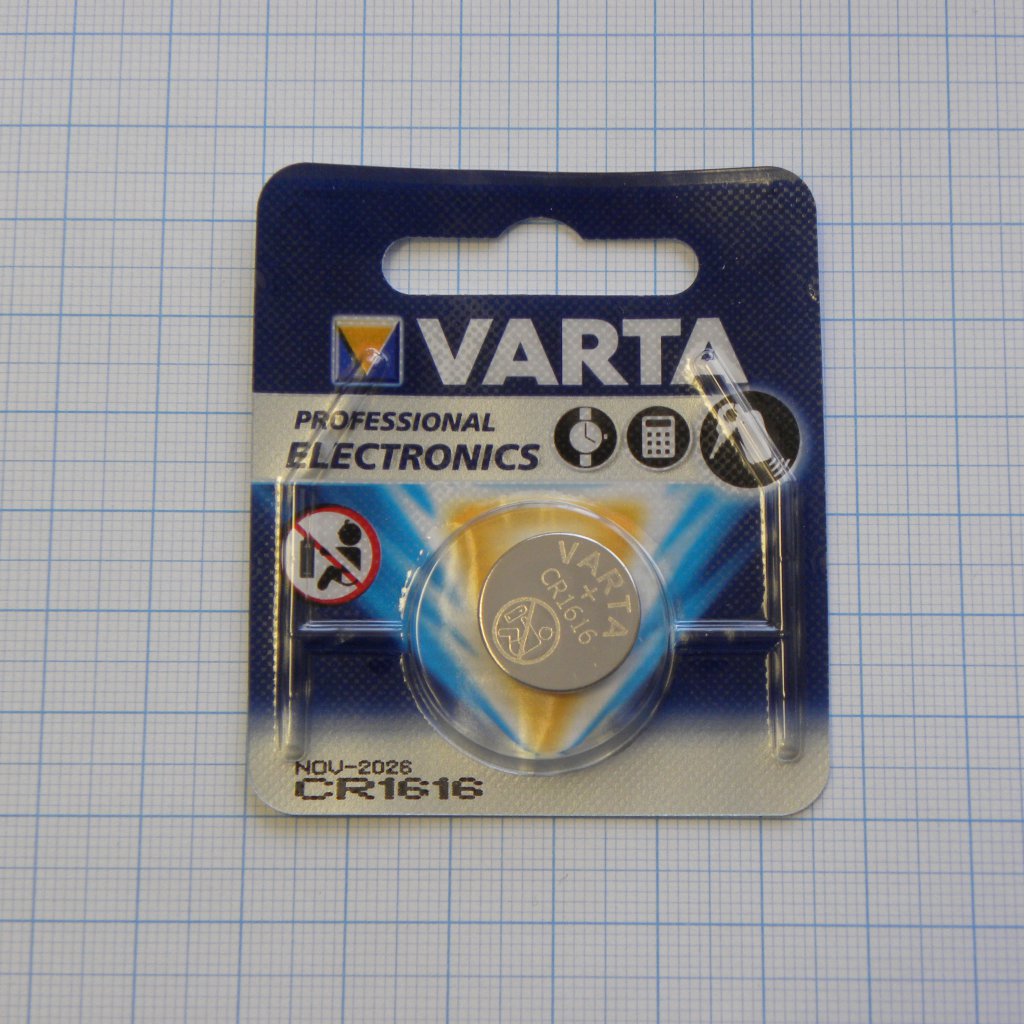 VARTA
PROFESSIONAL
ELECTRONICS
VARTA
+
CR1616
NOV-2026
CR1616